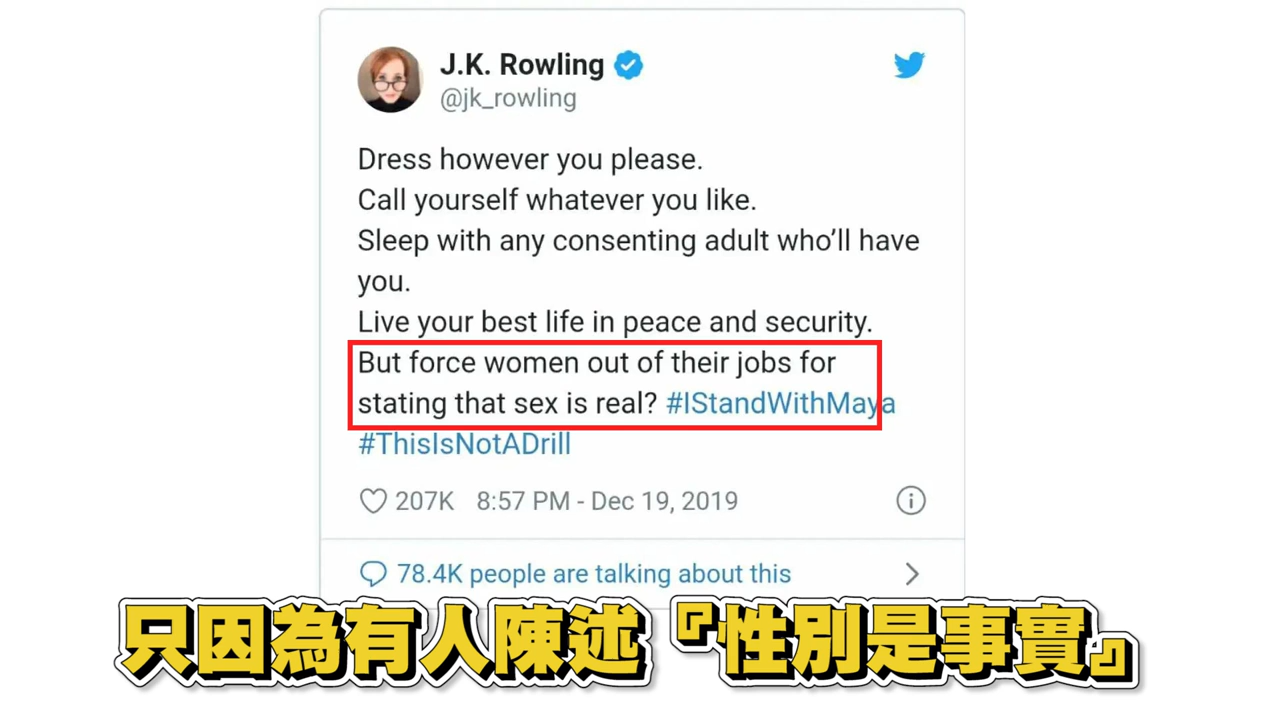 J.K. Rowling
@jk_rowling
Dress however you please.
Call yourself whatever you like.
Sleep with any consenting adult who’ll have
you.
Live your best life in peace and security.
But force women out of their jobs for
stating that sex is real? #IStandWithMaya
#ThisIsNotADrill
207K 8:57 PM - Dec 19, 2019
78.4K people are talking about this
只因為有人陳述『性別是事實』